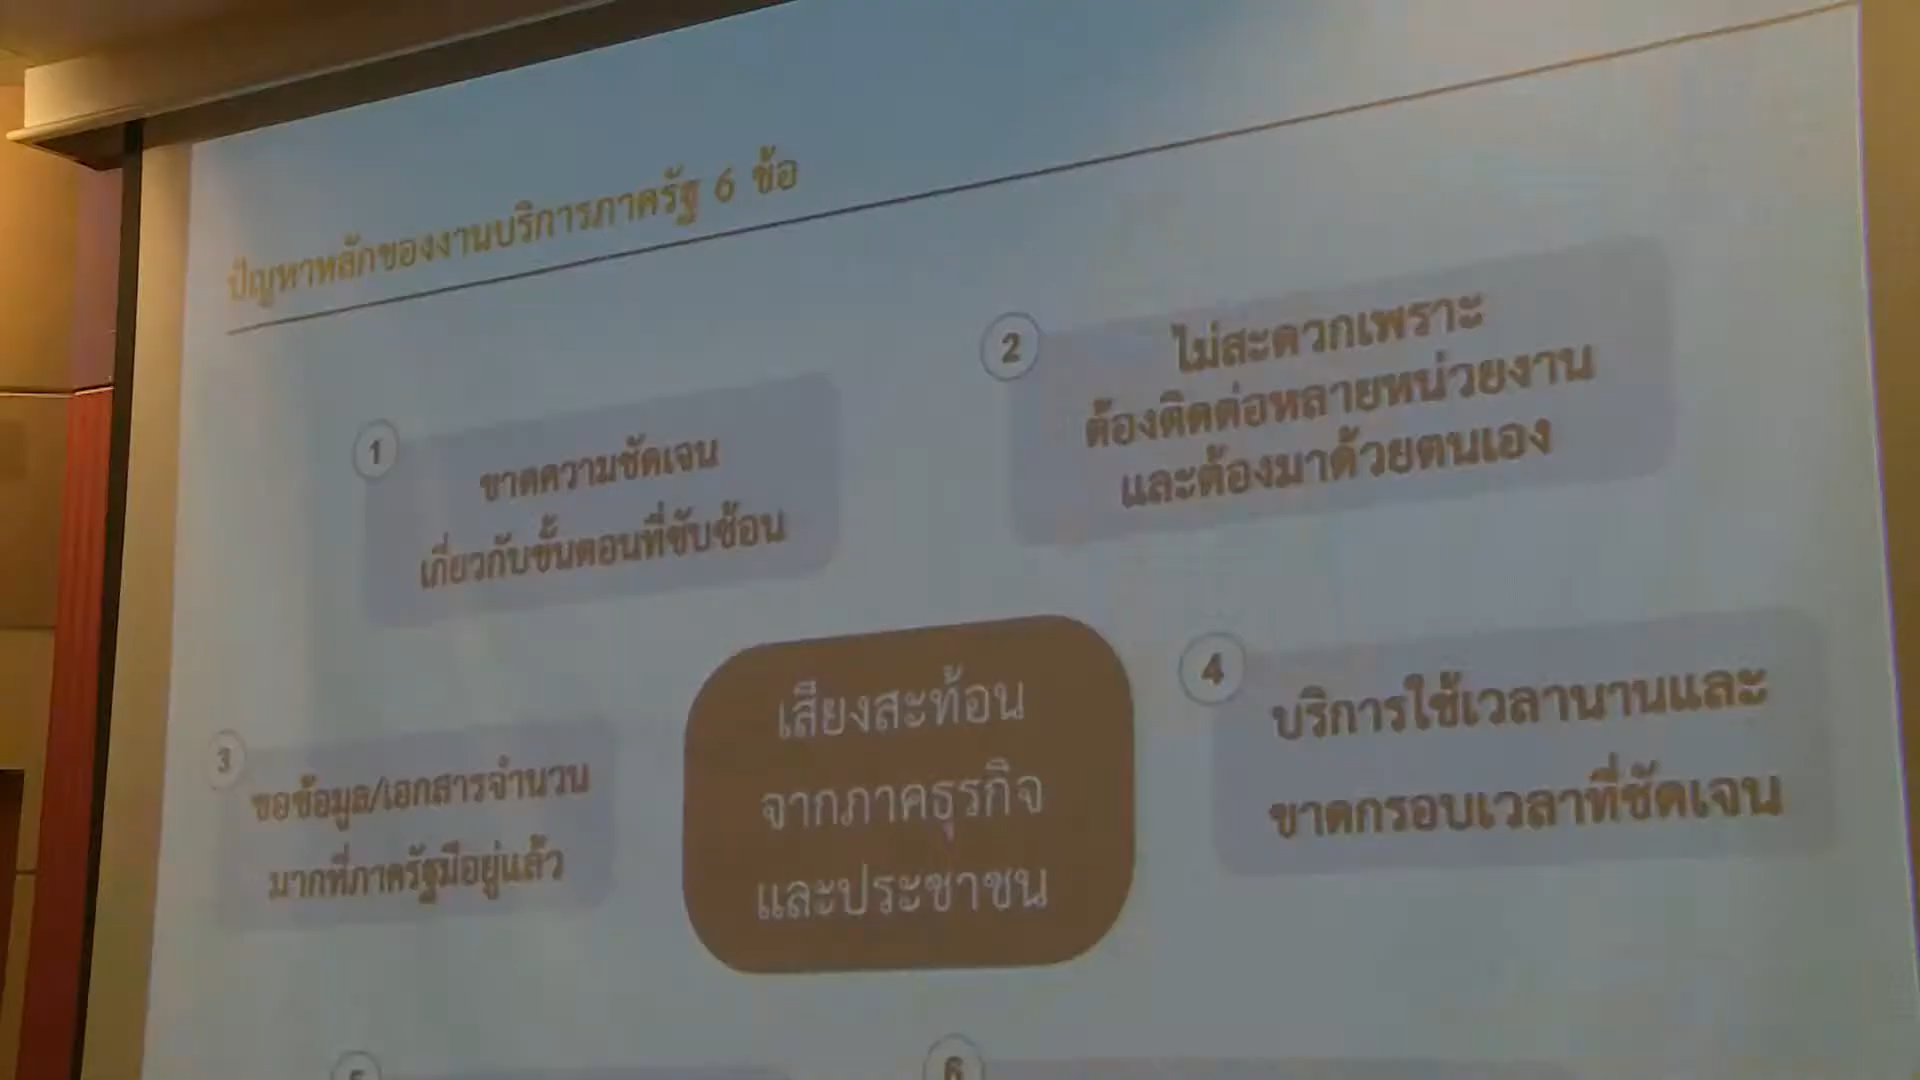 ปัญหาหลักของงานบริการภาครัฐ 6 ข้อ
1
ขาดความชัดเจน
เกี่ยวกับขั้นตอนที่ซับซ้อน
2
ไม่สะดวกเพราะ
ต้องติดต่อหลายหน่วยงาน
และต้องมาด้วยตนเอง
3
ขอข้อมูล/เอกสารจำนวน
มากที่ภาครัฐมีอยู่แล้ว
เสียงสะท้อน
จากภาคธุรกิจ
และประชาชน
4
บริการใช้เวลานานและ
ขาดกรอบเวลาที่ชัดเจน
5
6